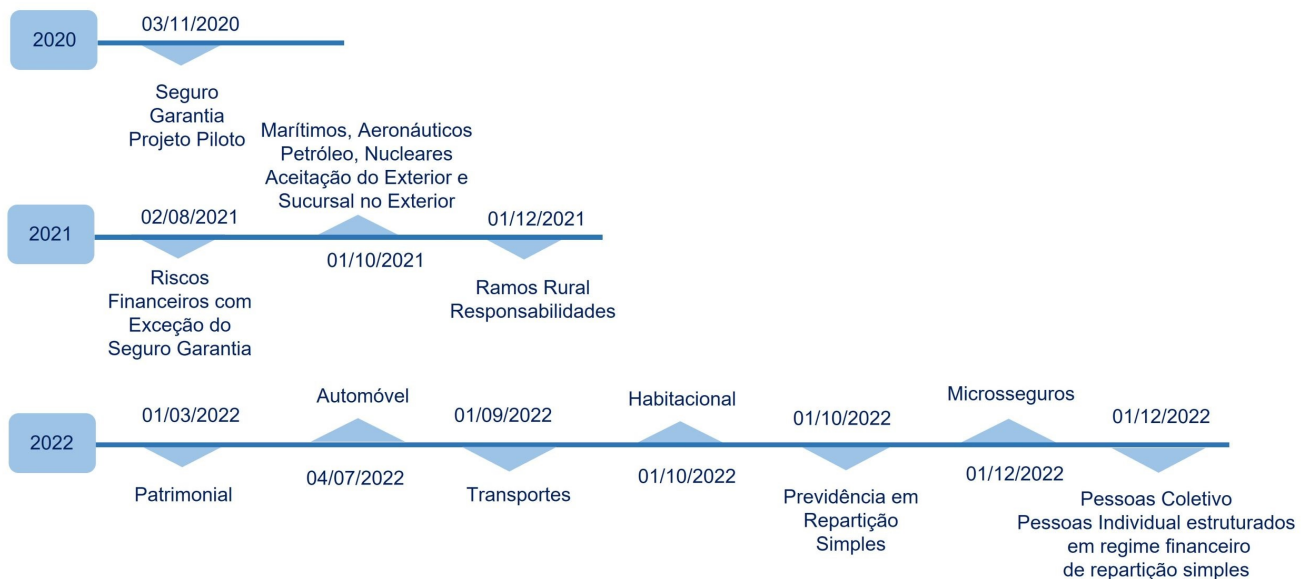 2020
03/11/2020
Seguro
Garantia
Projeto Piloto
2021
02/08/2021
Riscos
Financeiros com
Exceção do
Seguro Garantia
Marítimos, Aeronáuticos
Petróleo, Nucleares
Aceitação do Exterior e
Sucursal no Exterior
01/10/2021
01/12/2021
Ramos Rural
Responsabilidades
2022
01/03/2022
Patrimonial
Automóvel
04/07/2022
01/09/2022
Transportes
Habitacional
01/10/2022
01/10/2022
Previdência em
Repartição
Simples
Microsseguros
01/12/2022
01/12/2022
Pessoas Coletivo
Pessoas Individual estruturados
em regime financeiro
de repartição simples